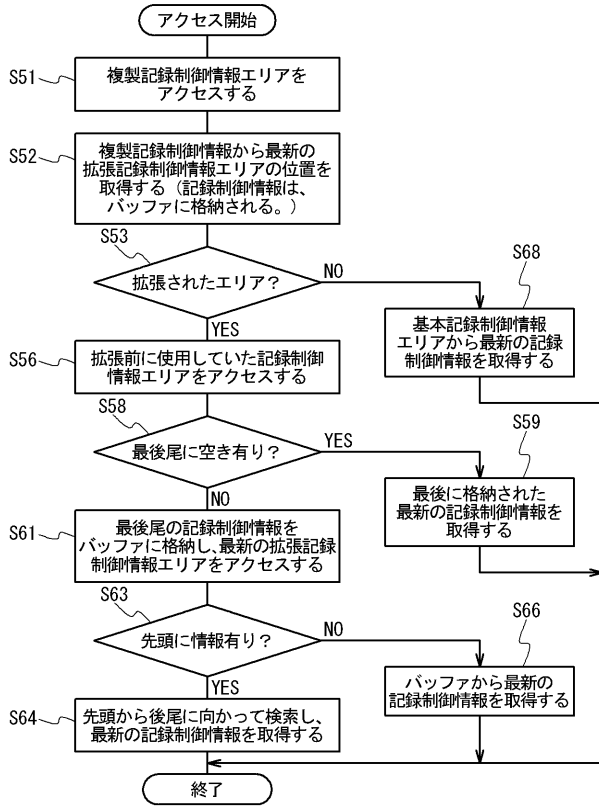 アクセス開始
S51
複製記録制御情報エリアを
アクセスする
S52
複製記録制御情報から最新の
拡張記録制御情報エリアの位置を
取得する（記録制御情報は、
バッファに格納される。）
S53
拡張されたエリア？
NO
YES
S68
基本記録制御情報
エリアから最新の記録
制御情報を取得する
S56
拡張前に使用していた記録制御
情報エリアをアクセスする
S58
最後尾に空き有り？
YES
NO
S59
最後に格納された
最新の記録制御情報を
取得する
S61
最後尾の記録制御情報を
バッファに格納し、最新の拡張記録
制御情報エリアをアクセスする
S63
先頭に情報有り？
NO
YES
S66
バッファから最新の
記録制御情報を取得する
S64
先頭から後尾に向かって検索し、
最新の記録制御情報を取得する
終了